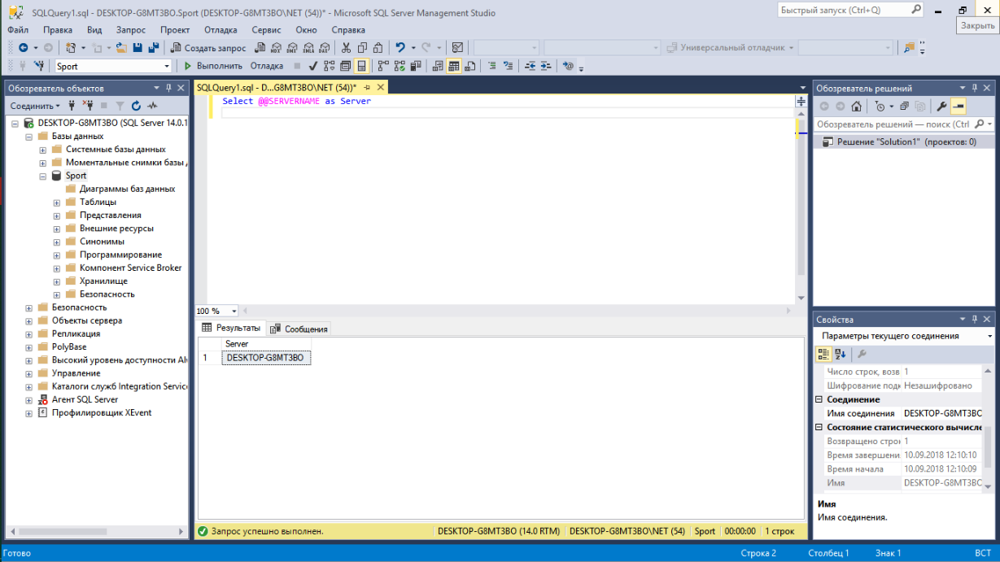 SQLQuery1.sql - DESKTOP-G8MT3BO.Sport (DESKTOP-G8MT3BO\NET (54))* - Microsoft SQL Server Management Studio
Быстрый запуск (Ctrl+Q)
Файл Правка Вид Запрос Проект Отладка Сервис Окно Справка
Закрыть
Создать запрос
Универсальный отладчик
Sport
Выполнить
Отладка
Обозреватель объектов
Соединить
DESKTOP-G8MT3BO (SQL Server 14.0.1
Базы данных
Системные базы данных
Моментальные снимки базы
Sport
Диаграммы баз данных
Таблицы
Представления
Внешние ресурсы
Синонимы
Программирование
Компонент Service Broker
Хранилище
Безопасность
Безопасность
Объекты сервера
Репликация
PolyBase
Высокий уровень доступности
Управление
Каталоги служб Integration Servic
Агент SQL Server
Профилировщик XEvent
SQLQuery1.sql - D...G8MT3BO\NET (54))*
Select @@SERVERNAME as Server
100 %
Результаты
Сообщения
Server
1 DESKTOP-G8MT3BO
Запрос успешно выполнен.
DESKTOP-G8MT3BO (14.0 RTM)
DESKTOP-G8MT3BO\NET (54)
Sport
00:00:00
1 строк
Обозреватель решений
Обозреватель решений — поиск (Ctrl
Решение "Solution1" (проектов: 0)
Свойства
Параметры текущего соединения
Число строк, возв 1
Шифрование подк Незашифровано
Соединение
Имя соединения DESKTOP-G8MT3BO
Состояние статистического вычисле
Возвращено строк 1
Время завершени. 10.09.2018 12:10:10
Время начала 10.09.2018 12:10:09
Имя DESKTOP-G8MT3BO
Имя
Имя соединения.
Готово
Строка 2
Столбец 1
Знак 1
ВСТ